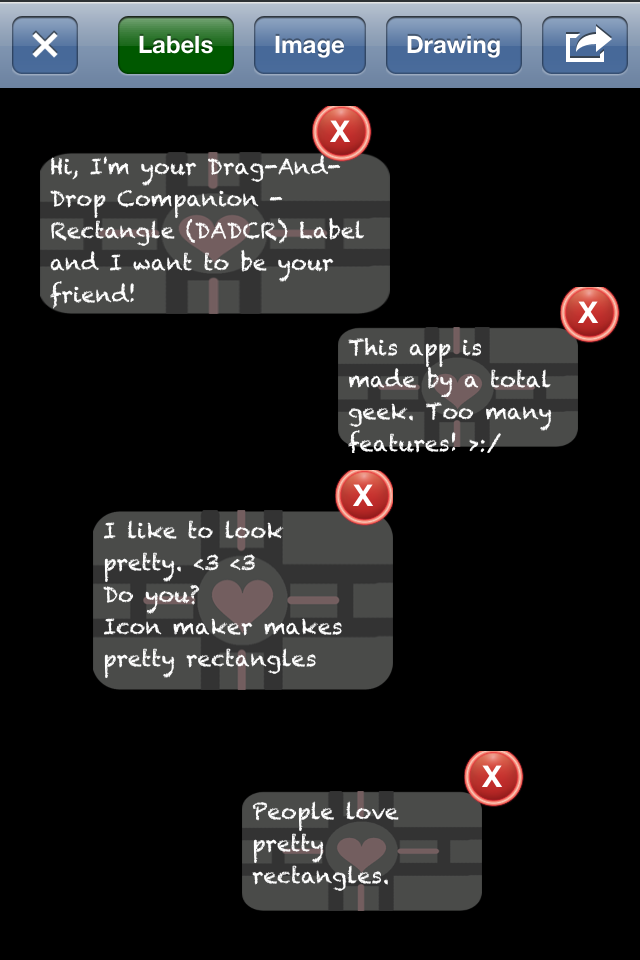 Labels Image Drawing
X
Hi, I'm your Drag-And-
Drop Companion -
Rectangle (DADCR) Label
and I want to be your
friend!
X
This app is
made by a total
geek. Too many
features! >:/
X
I like to look
pretty. <3 <3
Do you?
Icon maker makes
pretty rectangles
X
People love
pretty
rectangles.